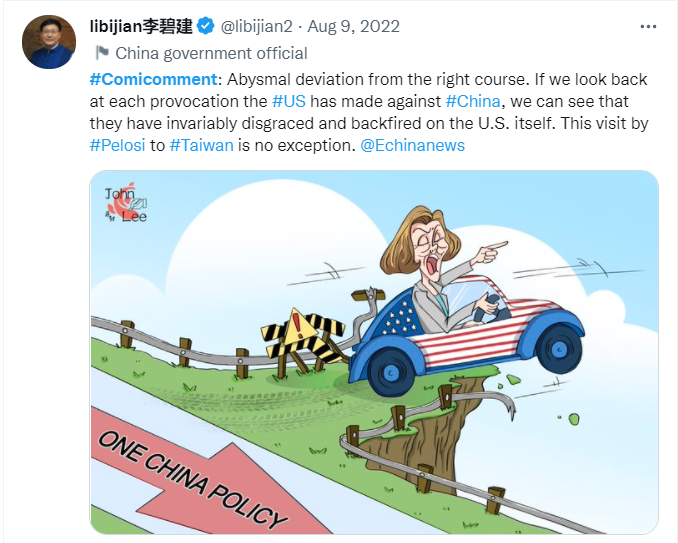 libijian李碧建 @libijian2 · Aug 9, 2022
China government official
#Comicomment: Abysmal deviation from the right course. If we look back
at each provocation the #US has made against #China, we can see that
they have invariably disgraced and backfired on the U.S. itself. This visit by
#Pelosi to #Taiwan is no exception. @Echinanews
John
Lee
!
ONE CHINA POLICY